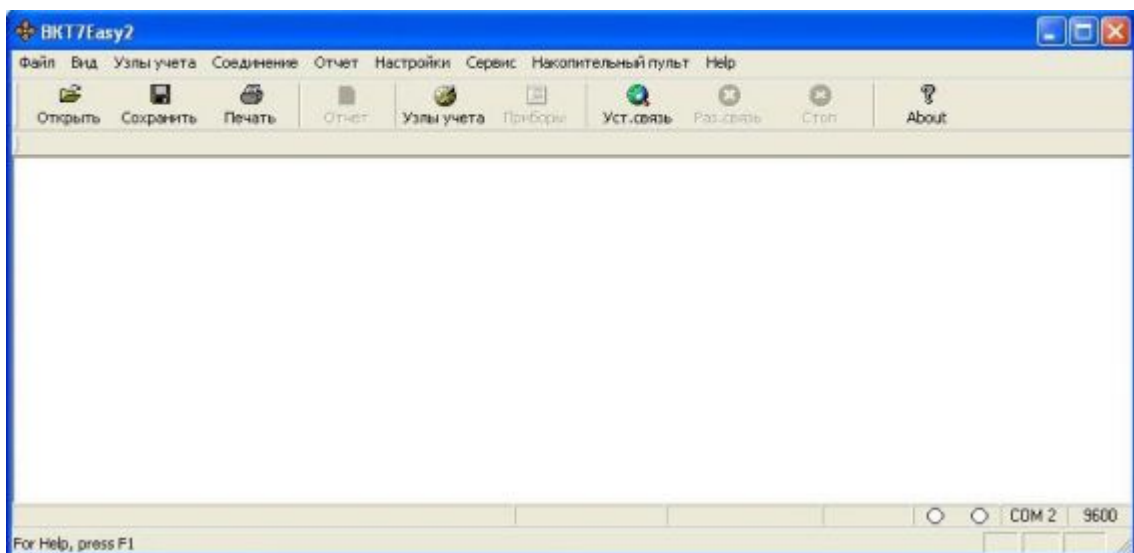 ВКТ7Easy2
Файл Вид Узлы учета Соединение Отчет Настройки Сервис Накопительный пульт Help
Открыть Сохранить Печать Отчет Узлы учета Приборы Уст.связь Раз.связь Стоп About
COM 2 9600
For Help, press F1